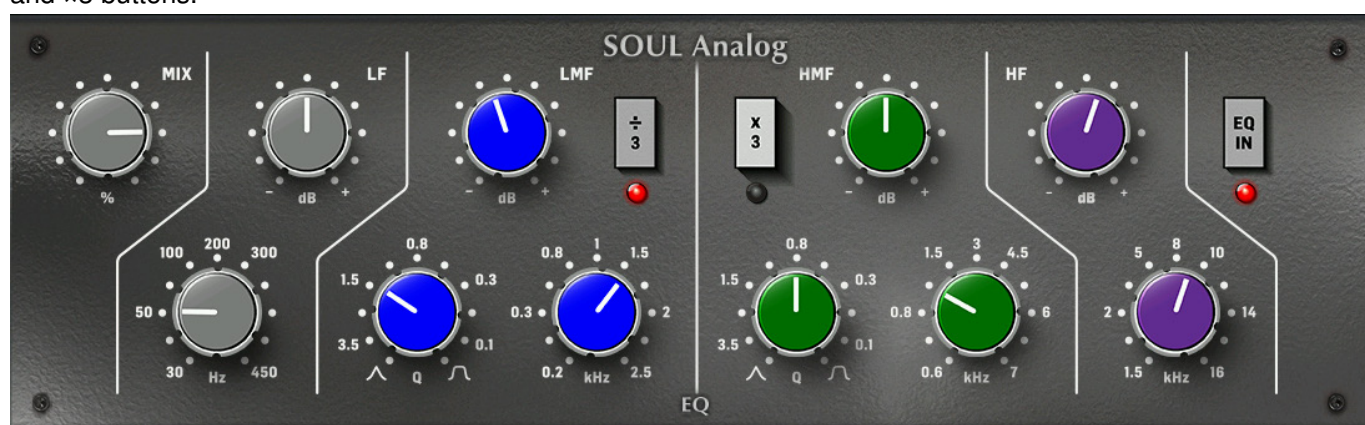 and ×3 buttons.
SOUL Analog
MIX LF LMF HMF HF
÷ 3
x 3
EQ IN
% - dB + - dB + - dB + - dB +
100 200 300
50
30 Hz 450
0.8
1.5 0.3
3.5 0.1
Q
0.8 1 1.5
0.3 2
0.2 kHz 2.5
0.8
1.5 0.3
3.5 0.1
Q
1.5 3 4.5
0.8 6
0.6 kHz 7
5 8 10
2 14
1.5 kHz 16
EQ